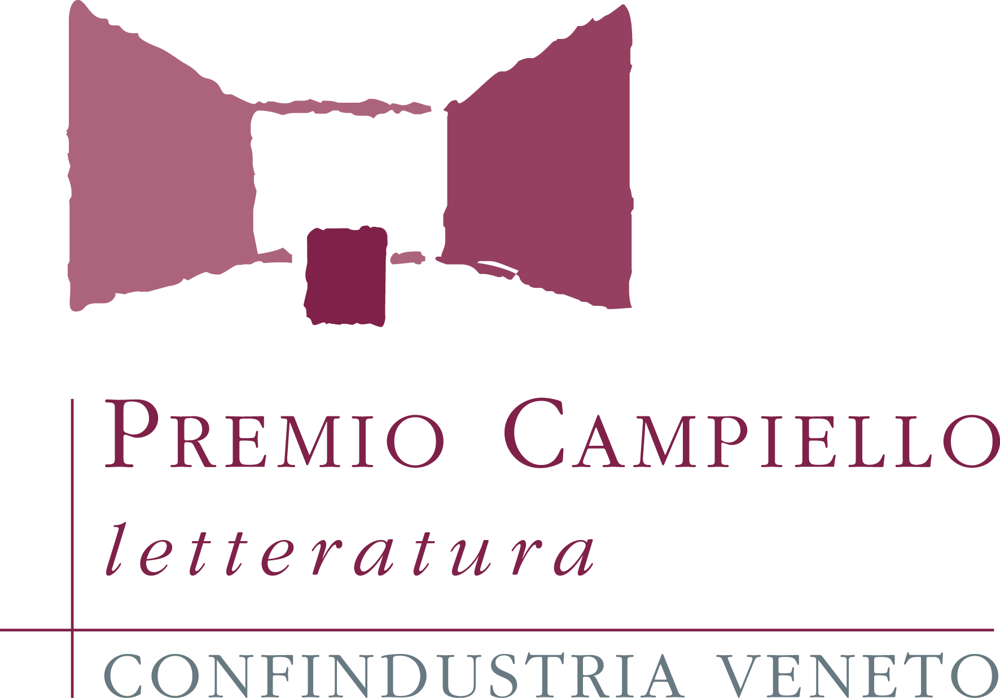 PREMIO CAMPIELLO
letteratura
CONFINDUSTRIA VENETO